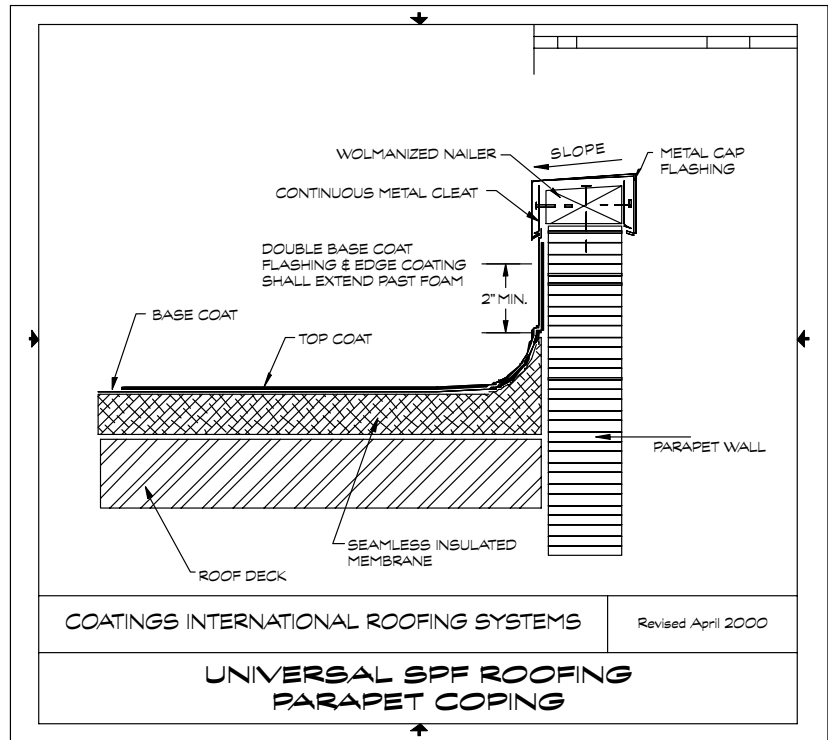 WOLMANIZED NAILER
SLOPE
METAL CAP
FLASHING
CONTINUOUS METAL CLEAT
DOUBLE BASE COAT
FLASHING & EDGE COATING
SHALL EXTEND PAST FOAM
2" MIN.
BASE COAT
TOP COAT
PARAPET WALL
SEAMLESS INSULATED
MEMBRANE
ROOF DECK
COATINGS INTERNATIONAL ROOFING SYSTEMS
Revised April 2000
UNIVERSAL SPF ROOFING
PARAPET COPING